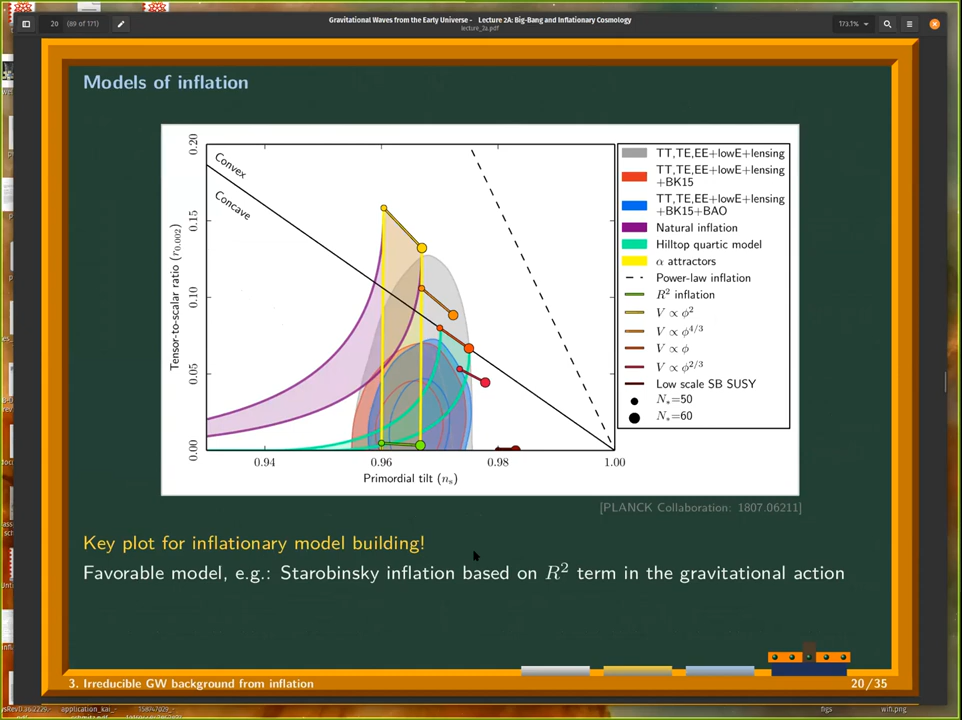 20 (89 of 171)
Gravitational Waves from the Early Universe - Lecture 2A: Big-Bang and Inflationary Cosmology
lecture_2a.pdf
173.1%
Models of inflation
Tensor-to-scalar ratio (r0.002)
0.20
0.15
0.10
0.05
0.00
Convex
Concave
0.94
0.96
0.98
1.00
Primordial tilt (ns)
TT,TE,EE+lowE+lensing
TT,TE,EE+lowE+lensing
+BK15
TT,TE,EE+lowE+lensing
+BK15+BAO
Natural inflation
Hilltop quartic model
α attractors
Power-law inflation
R² inflation
V ∝ ϕ²
V ∝ ϕ^4/3
V ∝ ϕ
V ∝ ϕ^2/3
Low scale SB SUSY
N*=50
N*=60
[PLANCK Collaboration: 1807.06211]
Key plot for inflationary model building!
Favorable model, e.g.: Starobinsky inflation based on R² term in the gravitational action
3. Irreducible GW background from inflation
20/35
figs
wifi.png